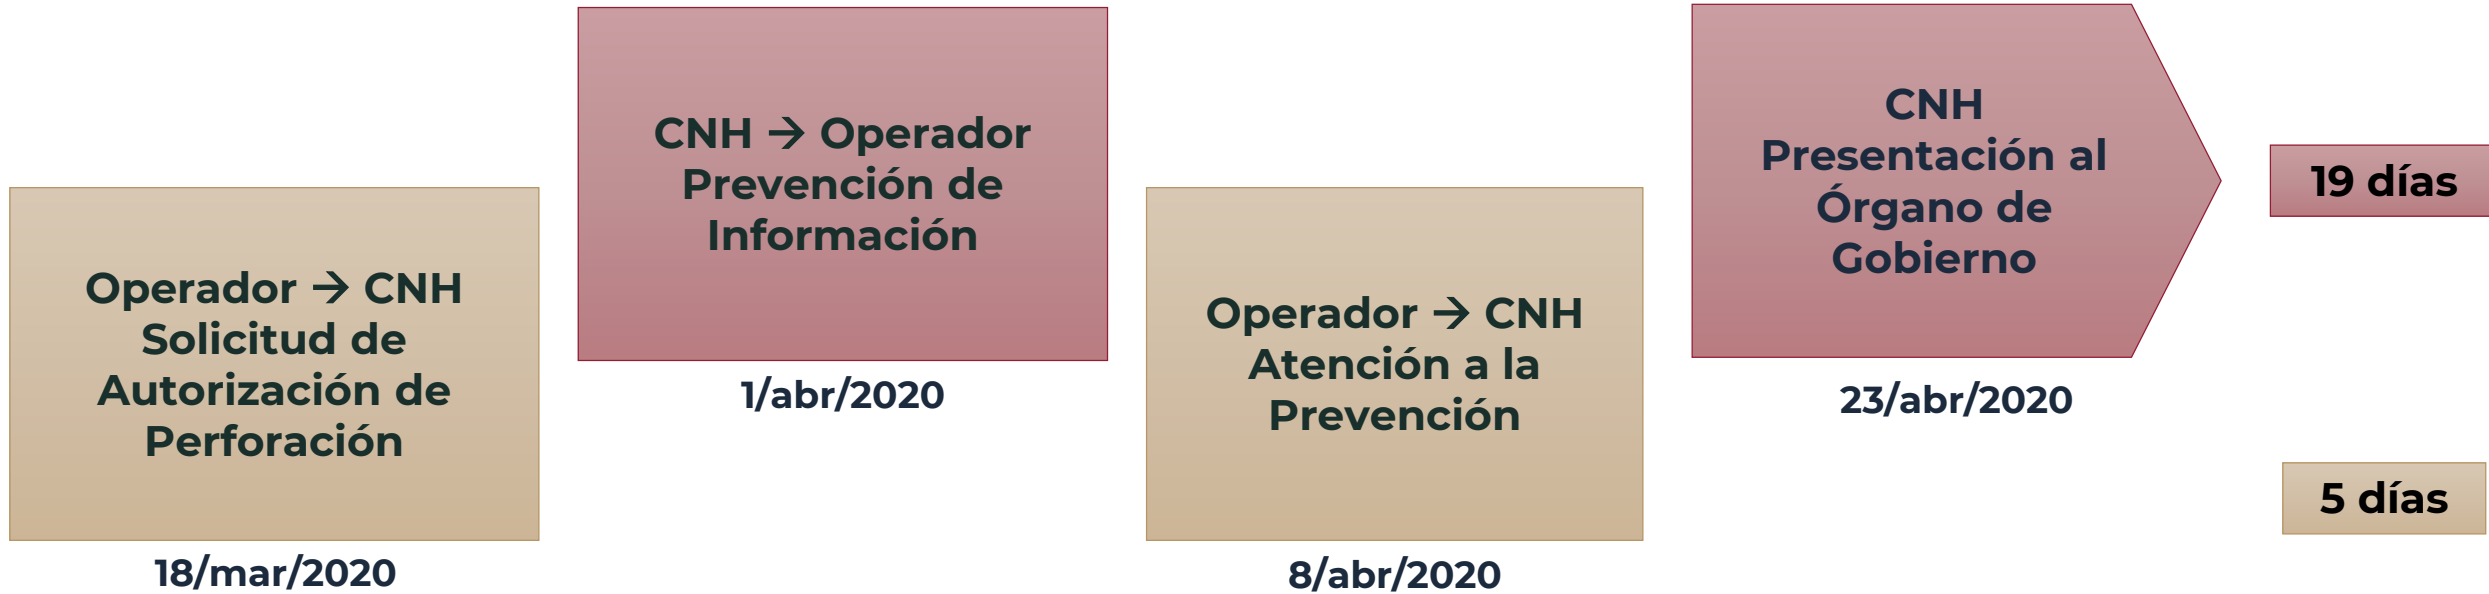 Operador → CNH
Solicitud de
Autorización de
Perforación
18/mar/2020
CNH → Operador
Prevención de
Información
1/abr/2020
Operador → CNH
Atención a la
Prevención
8/abr/2020
CNH
Presentación al
Órgano de
Gobierno
23/abr/2020
19 días
5 días